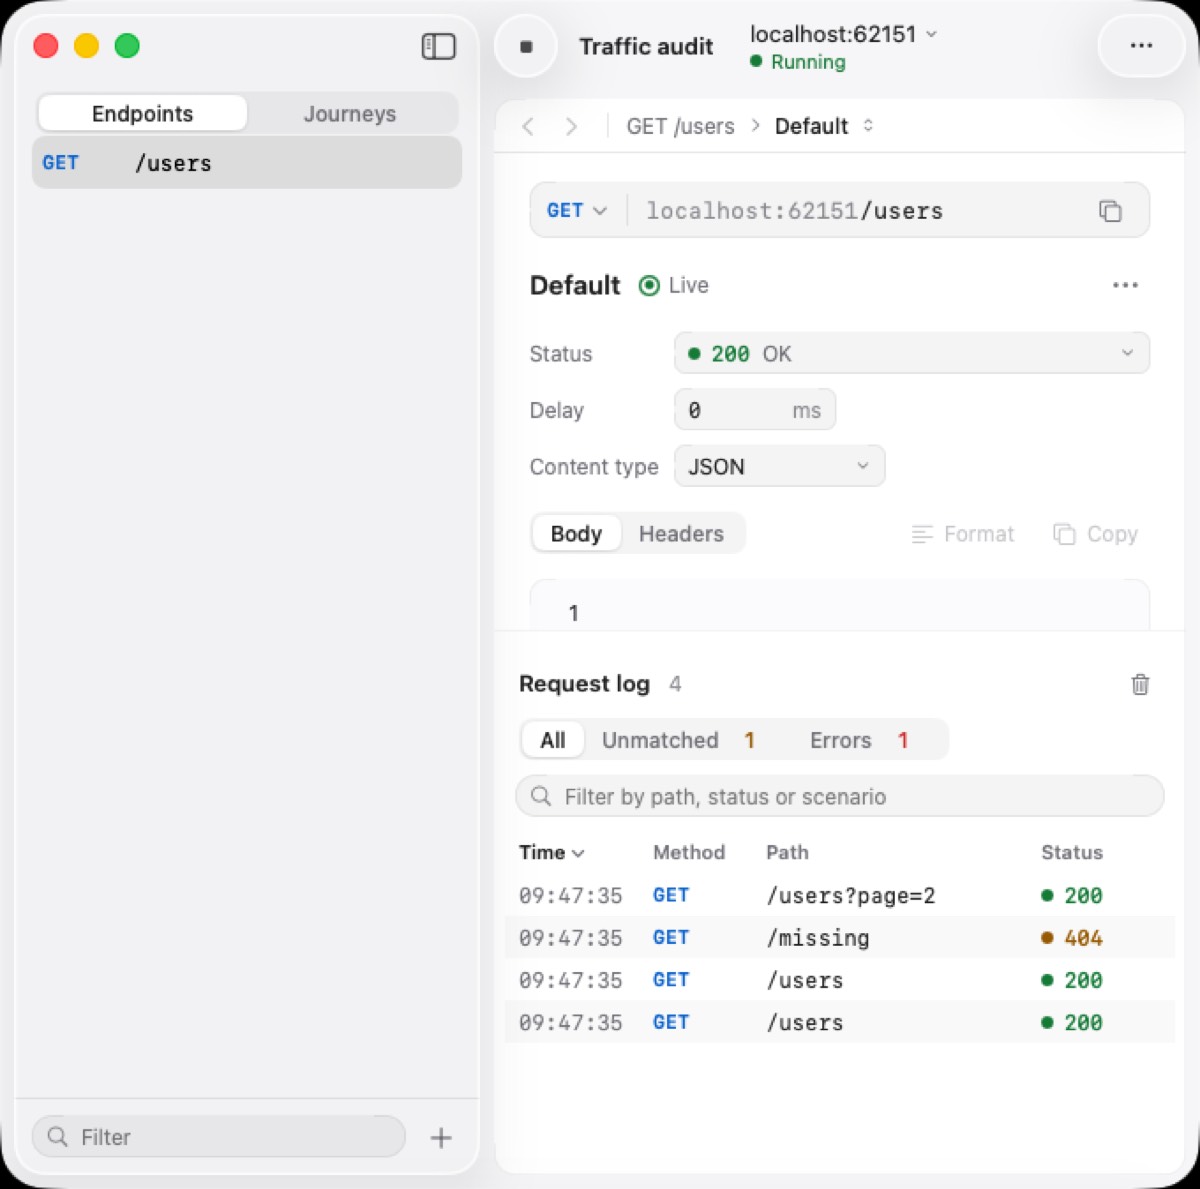 Traffic audit
localhost:62151
Running
Endpoints Journeys
GET /users
Filter
GET /users > Default
GET localhost:62151/users
Default Live
Status 200 OK
Delay 0 ms
Content type JSON
Body Headers Format Copy
1
Request log 4
All Unmatched 1 Errors 1
Filter by path, status or scenario
Time Method Path Status
09:47:35 GET /users?page=2 200
09:47:35 GET /missing 404
09:47:35 GET /users 200
09:47:35 GET /users 200